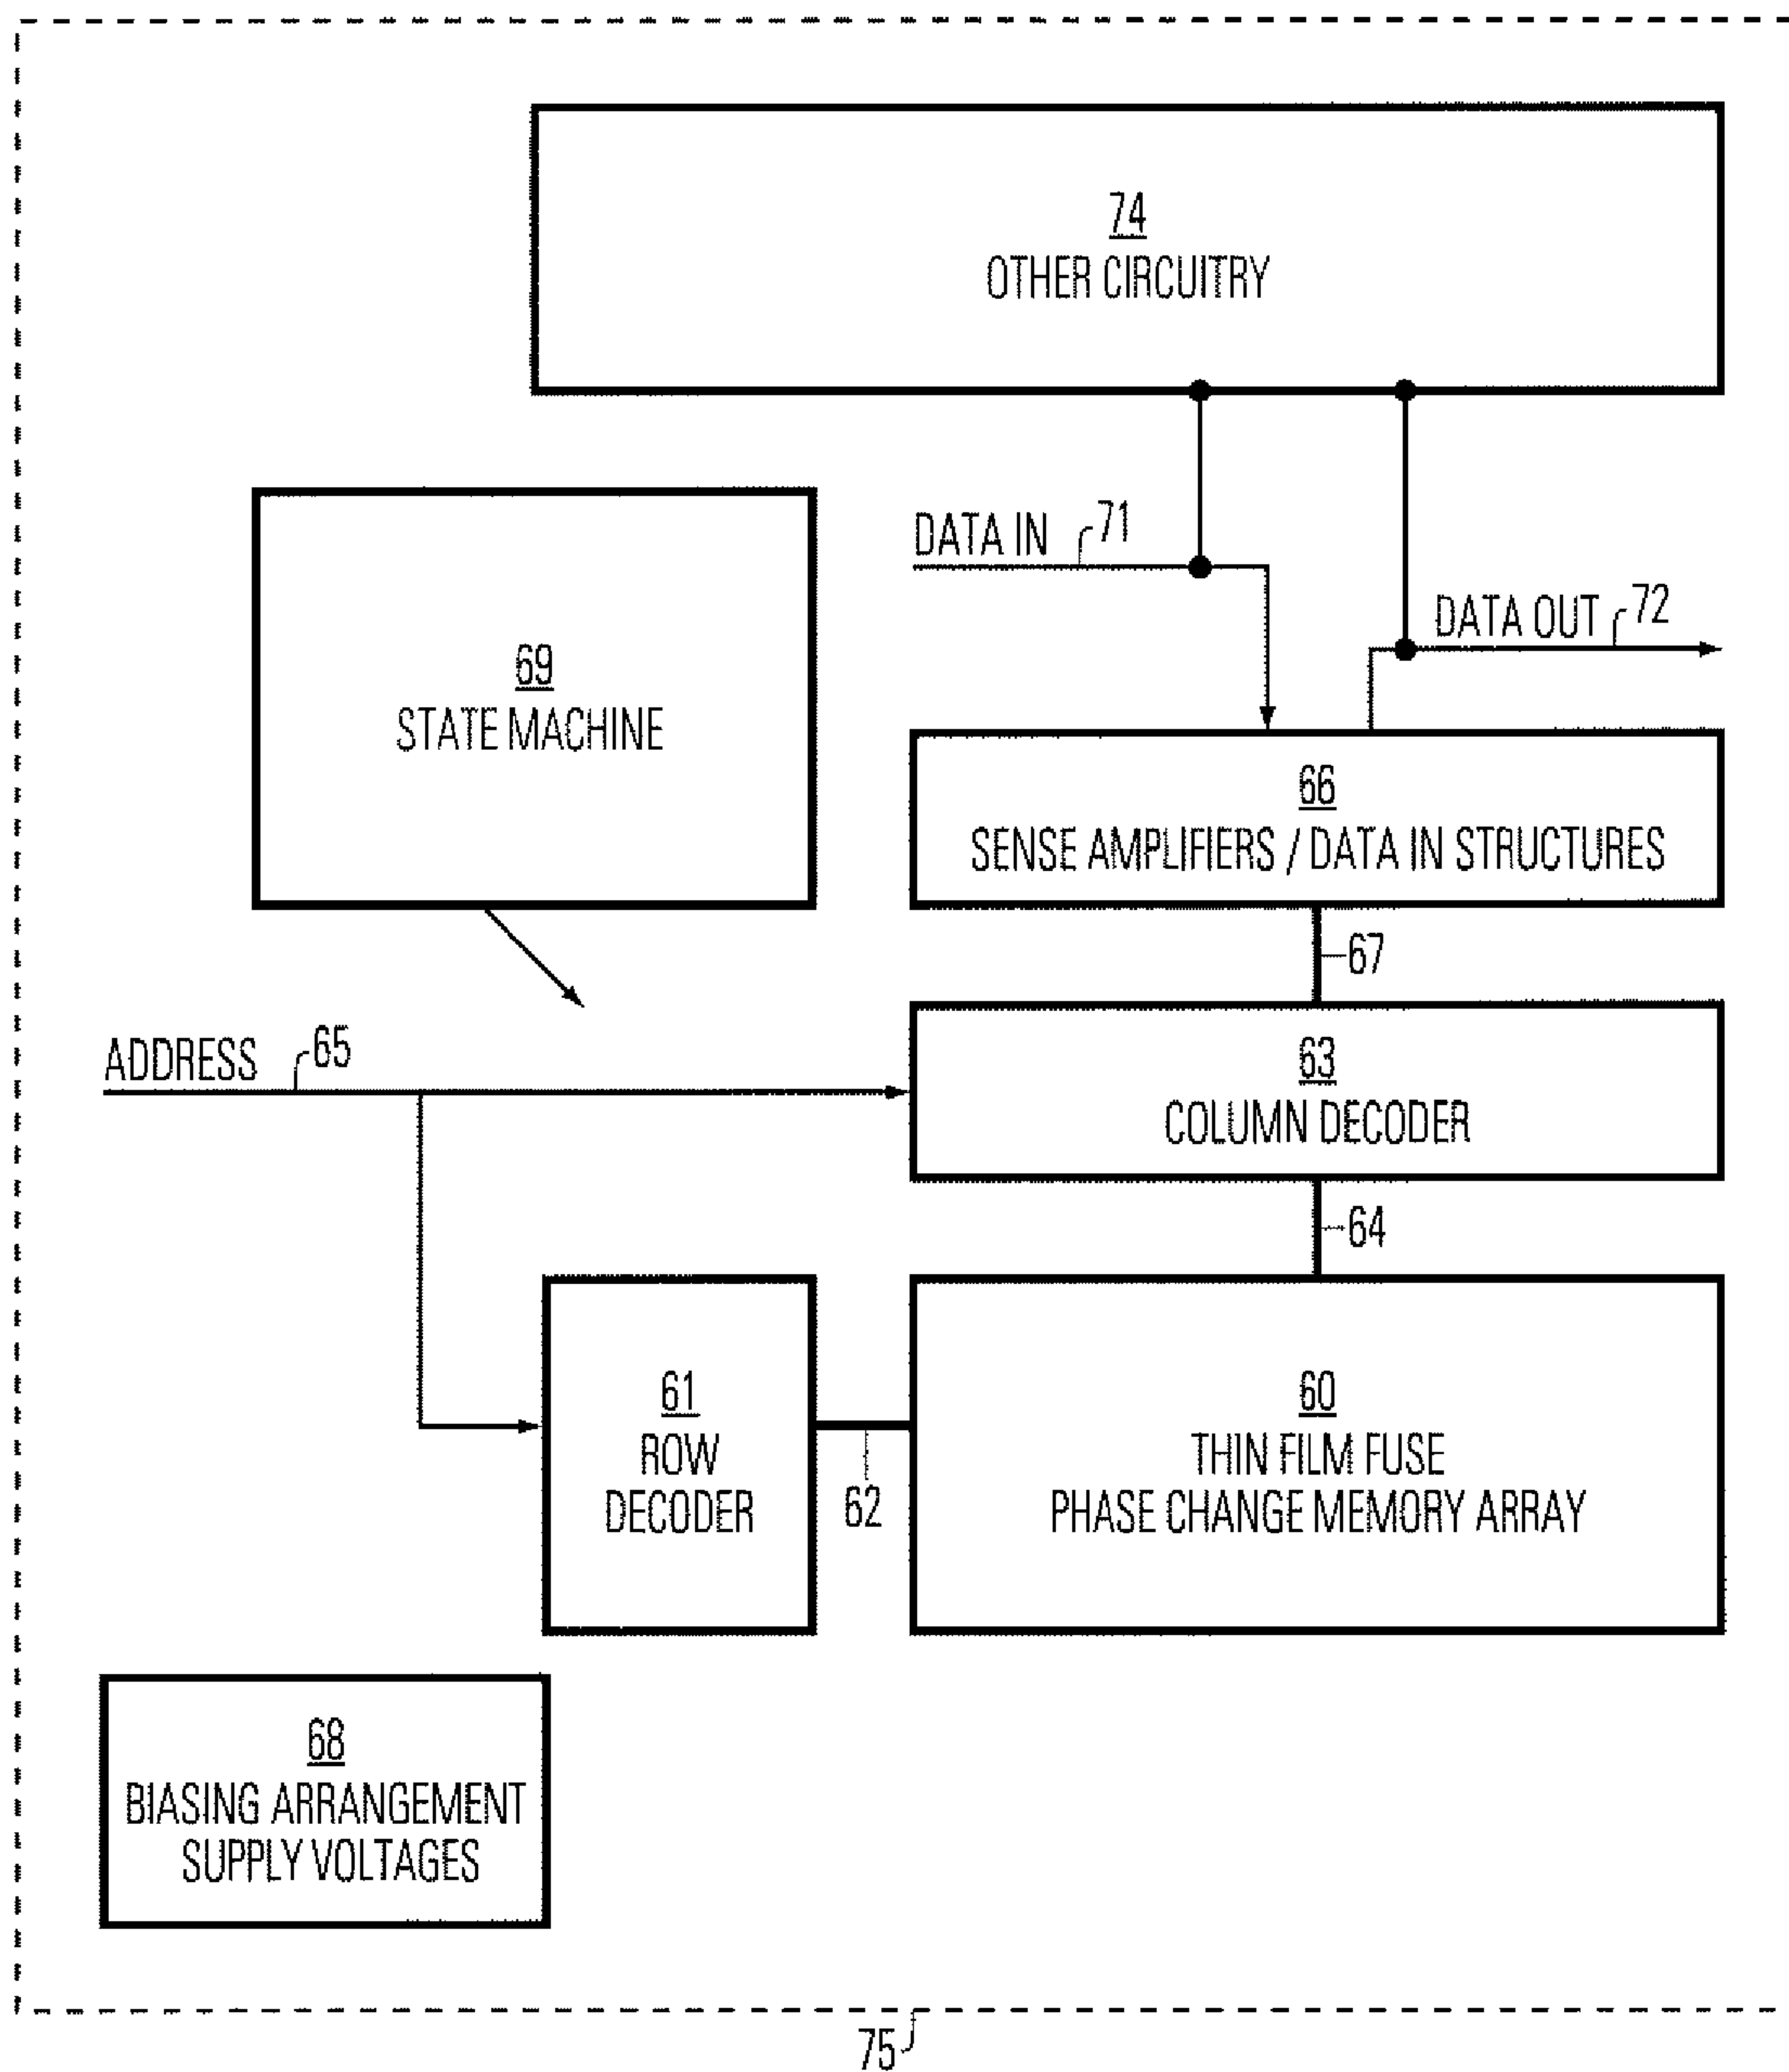 74
OTHER CIRCUITRY
DATA IN
71
DATA OUT
72
69
STATE MACHINE
66
SENSE AMPLIFIERS / DATA IN STRUCTURES
67
ADDRESS
65
63
COLUMN DECODER
64
61
ROW
DECODER
62
60
THIN FILM FUSE
PHASE CHANGE MEMORY ARRAY
68
BIASING ARRANGEMENT
SUPPLY VOLTAGES
75